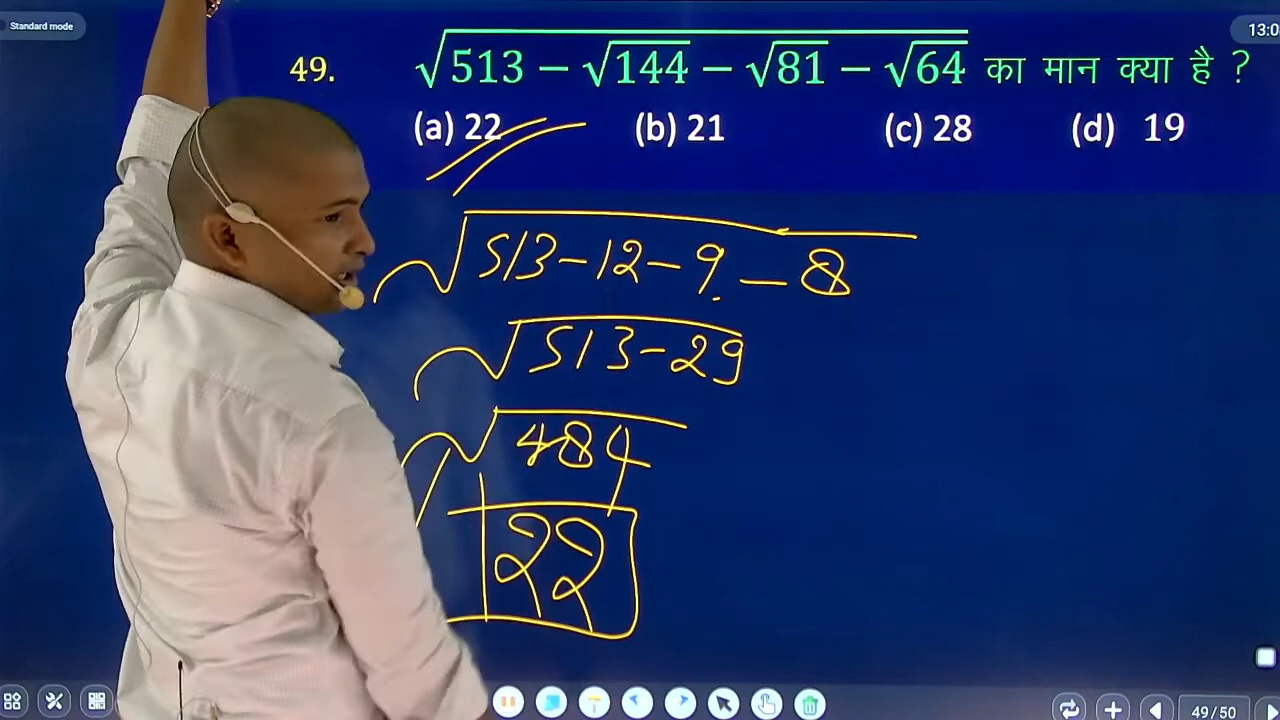 Standard mode
13:0
49. √(513 − √144 − √81 − √64) का मान क्या है ?
(a) 22 (b) 21 (c) 28 (d) 19
√(513 − 12 − 9 − 8)
√(513 − 29)
√484
22
49/50